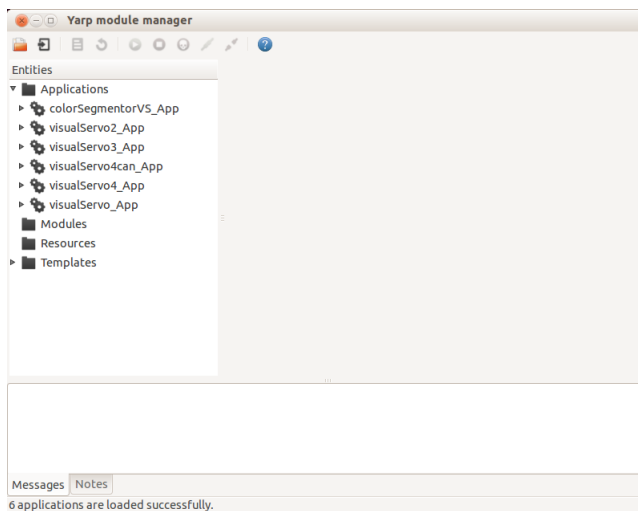 Yarp module manager
Entities
Applications
colorSegmentorVS_App
visualServo2_App
visualServo3_App
visualServo4can_App
visualServo4_App
visualServo_App
Modules
Resources
Templates
Messages Notes
6 applications are loaded successfully.